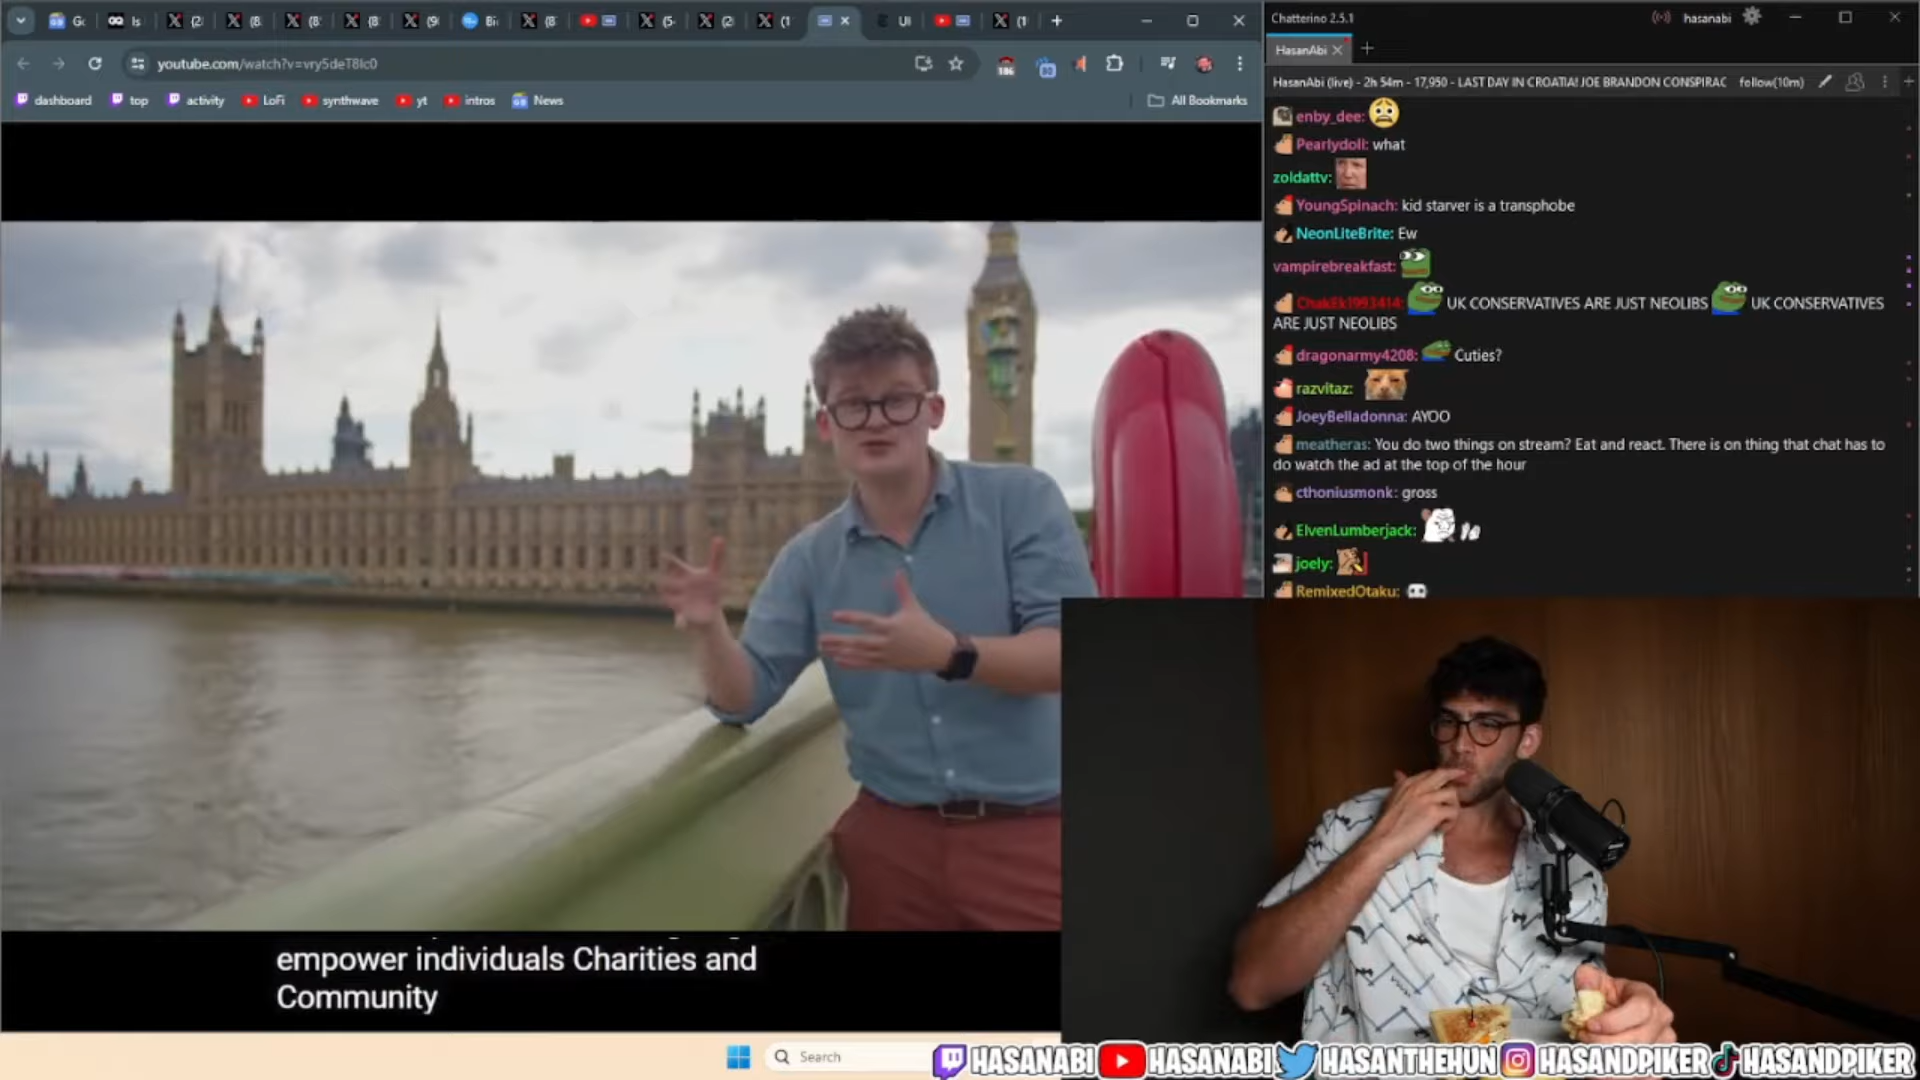 youtube.com/watch?v=vry5deT8Ic0
dashboard top activity LoFi synthwave yt intros News All Bookmarks
empower individuals Charities and
Community
Search
Chatterino 2.5.1
hasanabi
HasanAbi
HasanAbi (live) - 2h 54m - 17,950 - LAST DAY IN CROATIA! JOE BRANDON CONSPIRAC follow(10m)
enby_dee:
Pearlydoll: what
zoldattv:
YoungSpinach: kid starver is a transphobe
NeonLiteBrite: Ew
vampirebreakfast:
ChakEk1993414: UK CONSERVATIVES ARE JUST NEOLIBS UK CONSERVATIVES
ARE JUST NEOLIBS
dragonarmy4208: Cuties?
razvitaz:
JoeyBelladonna: AYOO
meatheras: You do two things on stream? Eat and react. There is on thing that chat has to
do watch the ad at the top of the hour
cthoniusmonk: gross
ElvenLumberjack:
joely:
RemixedOtaku:
HASANABI HASANABI HASANTHEHUN HASANDPIKER HASANDPIKER